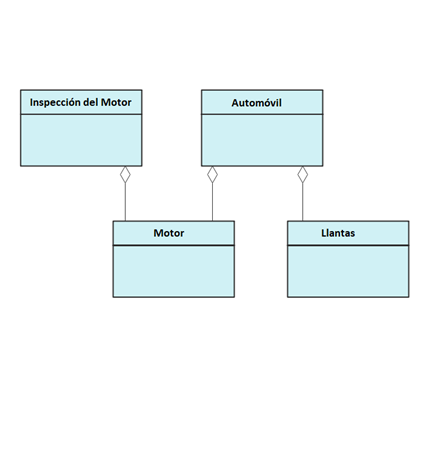 Inspección del Motor
Automóvil
Motor
Llantas